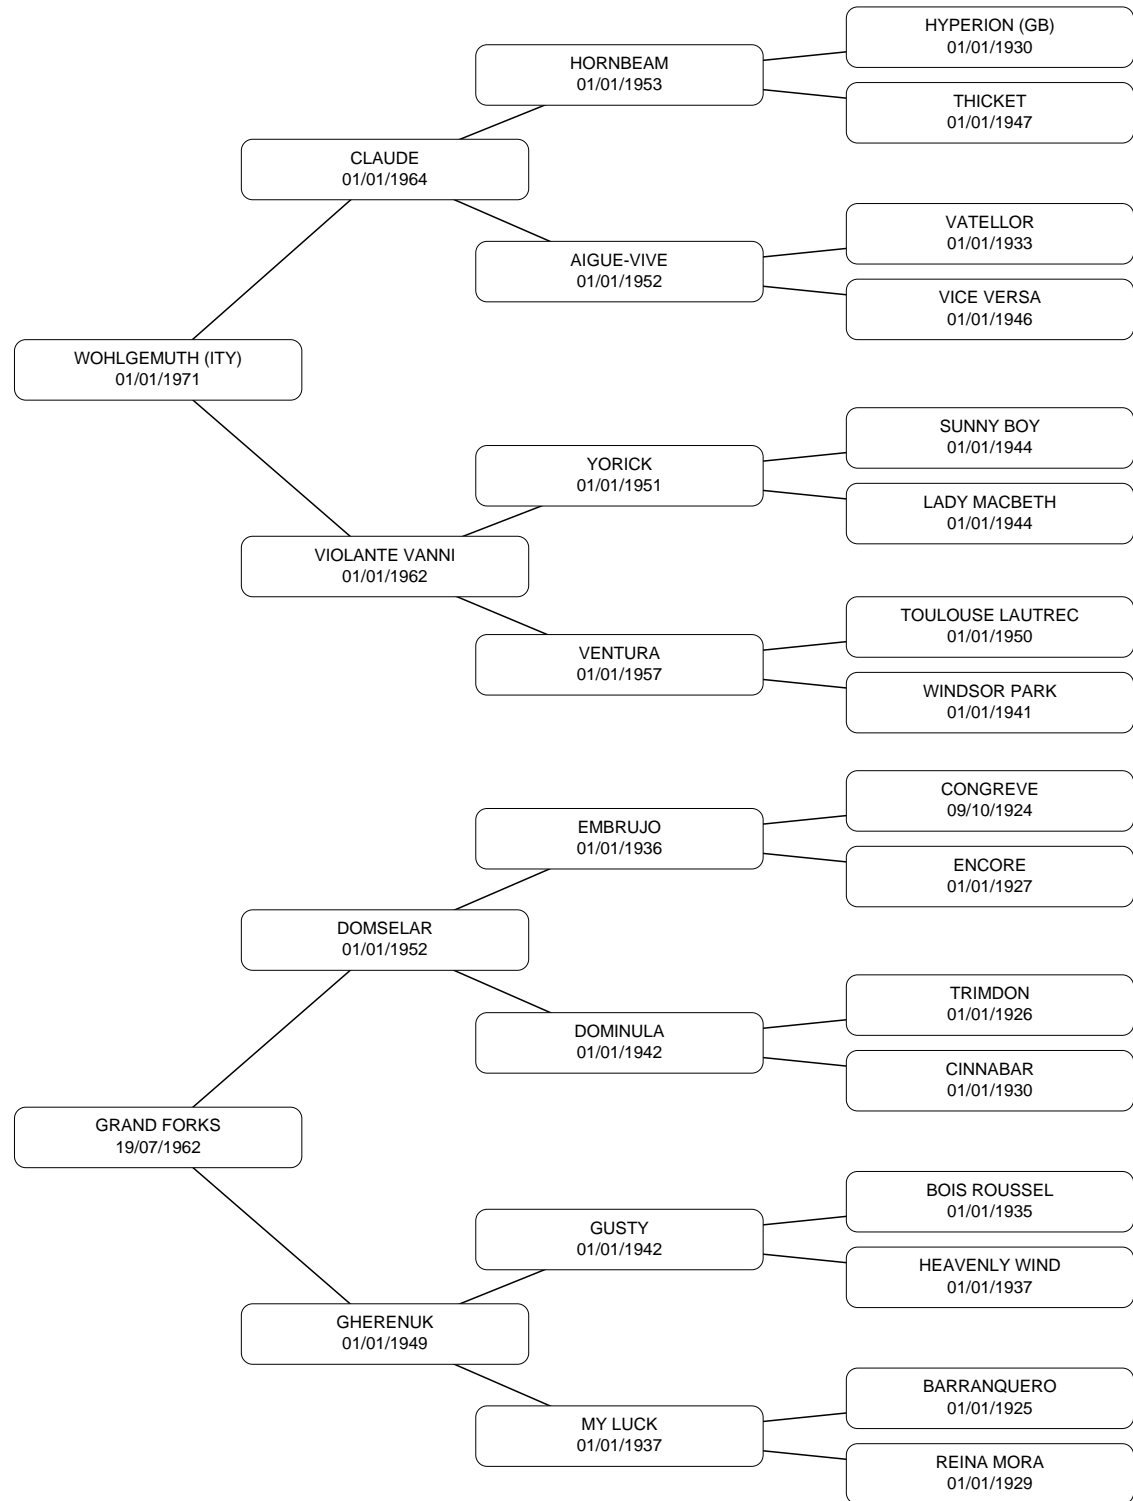 HYPERION (GB)
01/01/1930
HORNBEAM
01/01/1953
THICKET
01/01/1947
CLAUDE
01/01/1964
VATELLOR
01/01/1933
AIGUE-VIVE
01/01/1952
VICE VERSA
01/01/1946
WOHLGEMUTH (ITY)
01/01/1971
SUNNY BOY
01/01/1944
YORICK
01/01/1951
LADY MACBETH
01/01/1944
VIOLANTE VANNI
01/01/1962
TOULOUSE LAUTREC
01/01/1950
VENTURA
01/01/1957
WINDSOR PARK
01/01/1941
CONGREVE
09/10/1924
EMBRUJO
01/01/1936
ENCORE
01/01/1927
DOMSELAR
01/01/1952
TRIMDON
01/01/1926
DOMINULA
01/01/1942
CINNABAR
01/01/1930
GRAND FORKS
19/07/1962
BOIS ROUSSEL
01/01/1935
GUSTY
01/01/1942
HEAVENLY WIND
01/01/1937
GHERENUK
01/01/1949
BARRANQUERO
01/01/1925
MY LUCK
01/01/1937
REINA MORA
01/01/1929